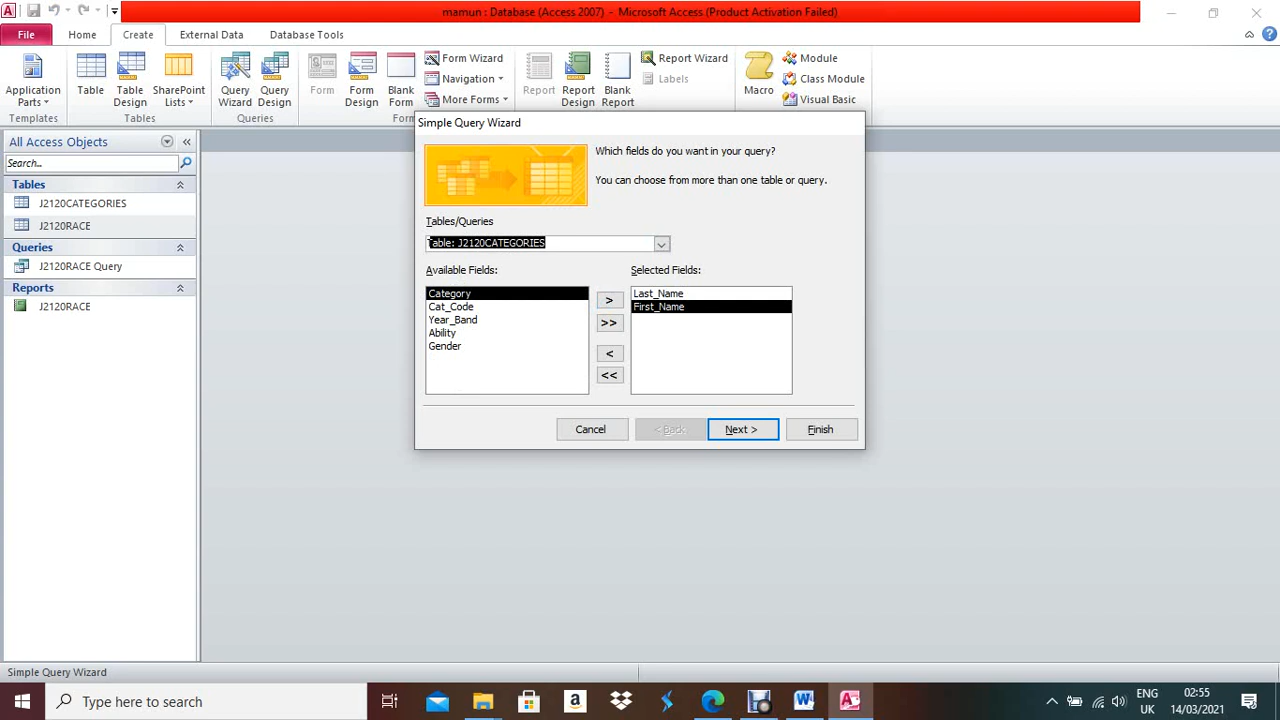 mamun : Database (Access 2007) - Microsoft Access (Product Activation Failed)
File Home Create External Data Database Tools
Application Parts
Table
Table Design
SharePoint Lists
Query Wizard
Query Design
Form
Form Design
Blank Form
Form Wizard
Navigation
More Forms
Report
Report Design
Blank Report
Report Wizard
Labels
Macro
Module
Class Module
Visual Basic
Templates Tables Queries For
All Access Objects
Search...
Tables
J2120CATEGORIES
J2120RACE
Queries
J2120RACE Query
Reports
J2120RACE
Simple Query Wizard
Which fields do you want in your query?
You can choose from more than one table or query.
Tables/Queries
Table: J2120CATEGORIES
Available Fields: Selected Fields:
Category
Cat_Code
Year_Band
Ability
Gender
>
>>
<
<<
Last_Name
First_Name
Cancel < Back Next > Finish
Simple Query Wizard
Type here to search
ENG
UK
02:55
14/03/2021